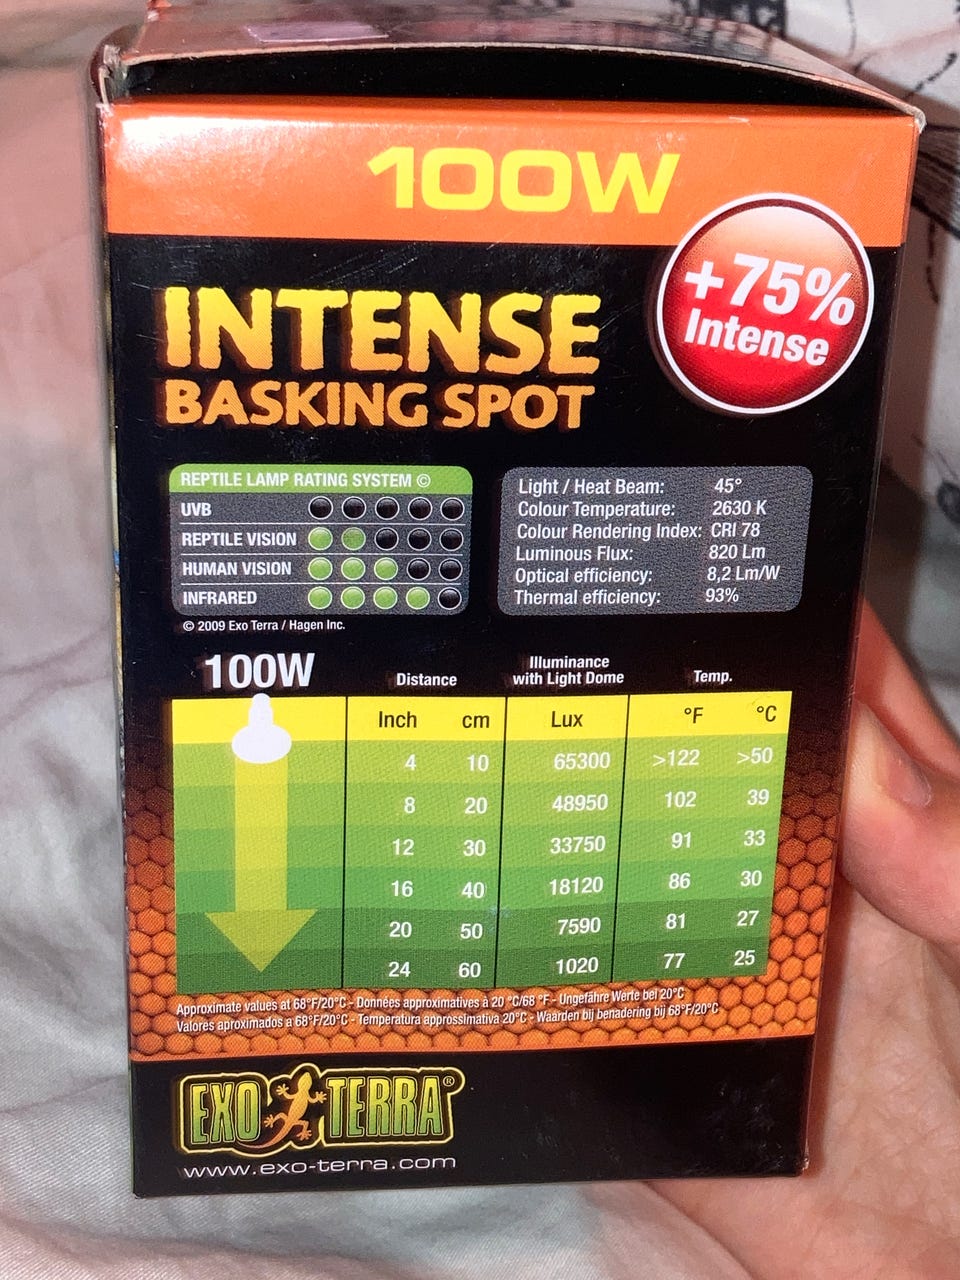 100W
+75%
Intense
INTENSE
BASKING SPOT
REPTILE LAMP RATING SYSTEM ©
UVB
REPTILE VISION
HUMAN VISION
INFRARED
© 2009 Exo Terra / Hagen Inc.
Light / Heat Beam: 45°
Colour Temperature: 2630 K
Colour Rendering Index: CRI 78
Luminous Flux: 820 Lm
Optical efficiency: 8,2 Lm/W
Thermal efficiency: 93%
100W
Distance
Illuminance
with Light Dome
Temp.
Inch cm Lux °F °C
4 10 65300 >122 >50
8 20 48950 102 39
12 30 33750 91 33
16 40 18120 86 30
20 50 7590 81 27
24 60 1020 77 25
Approximate values at 68°F/20°C - Données approximatives à 20 °C/68 °F - Ungefähre Werte bei 20°C
Valores aproximados a 68°F/20°C - Temperatura approssimativa 20°C - Waarden bij benadering bij 68°F/20°C
EXO TERRA®
www.exo-terra.com